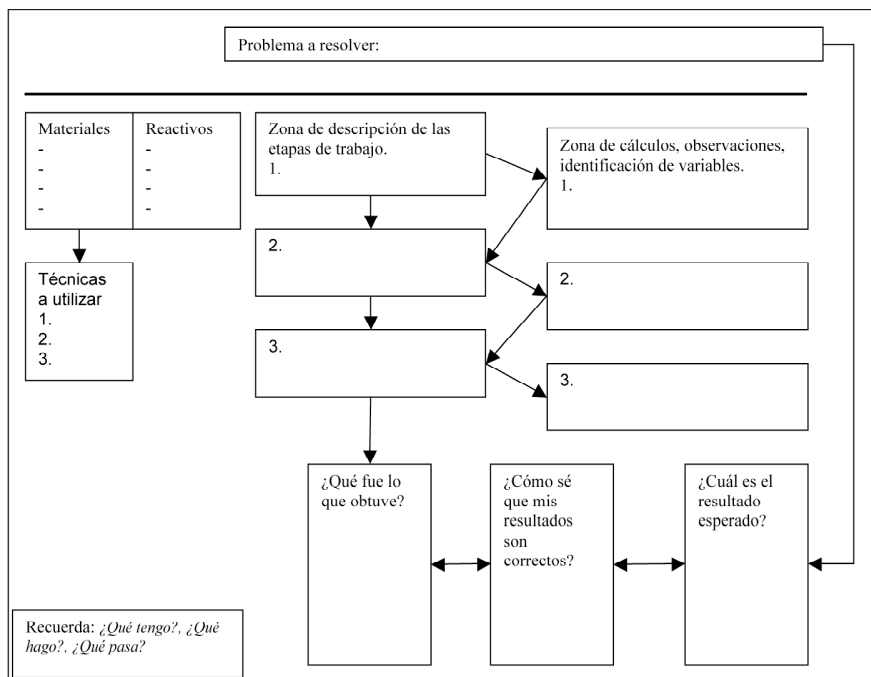 Problema a resolver:
Materiales
-
-
-
-
Reactivos
-
-
-
-
Zona de descripción de las
etapas de trabajo.
1.
Zona de cálculos, observaciones,
identificación de variables.
1.
2.
Técnicas
a utilizar
1.
2.
3.
2.
3.
3.
¿Qué fue lo
que obtuve?
¿Cómo sé
que mis
resultados
son
correctos?
¿Cuál es el
resultado
esperado?
Recuerda: ¿Qué tengo?, ¿Qué
hago?, ¿Qué pasa?